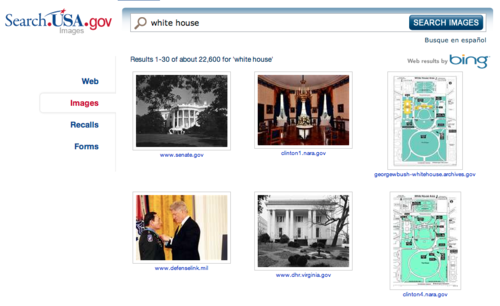 Search.USA.gov
Images
white house
SEARCH IMAGES
Busque en español
Results 1-30 of about 22,600 for 'white house'
Web results by bing
Web
Images
Recalls
Forms
www.senate.gov
clinton1.nara.gov
georgewbush-whitehouse.archives.gov
www.defenselink.mil
www.dhr.virginia.gov
clinton4.nara.gov